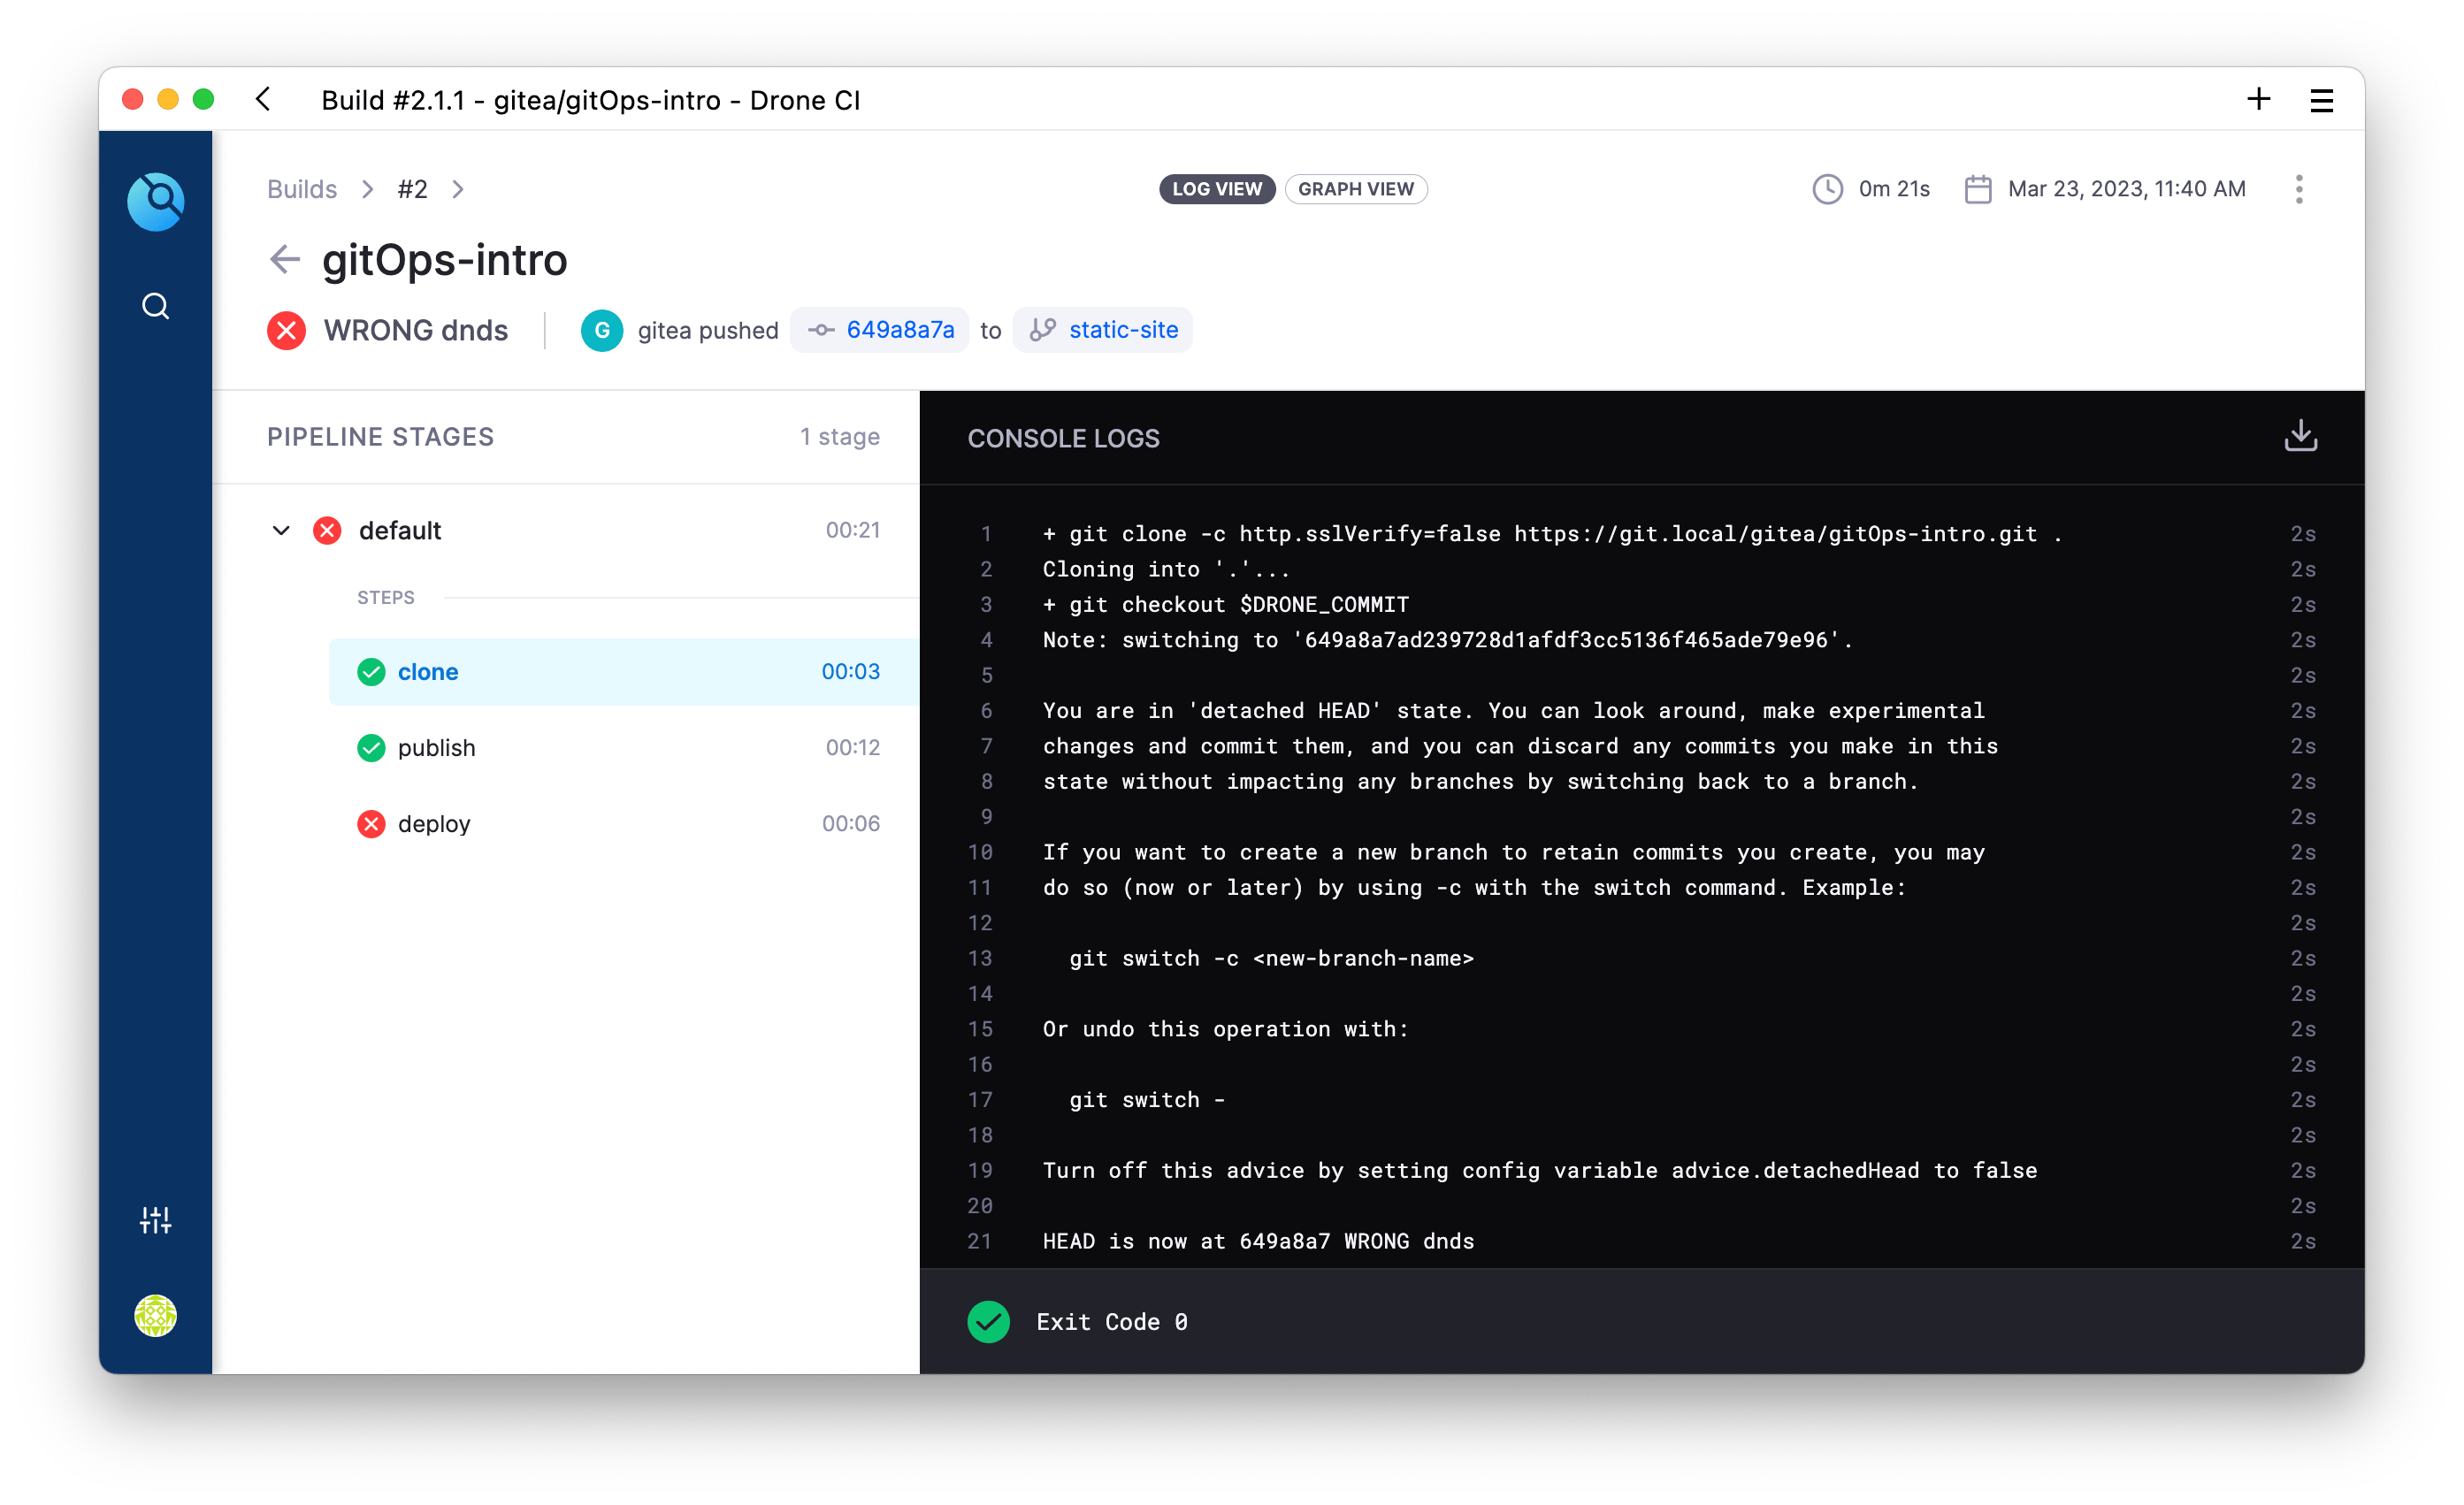 Build #2.1.1 - gitea/gitOps-intro - Drone CI
Builds > #2 >
LOG VIEW GRAPH VIEW
0m 21s Mar 23, 2023, 11:40 AM
gitOps-intro
WRONG dnds G gitea pushed 649a8a7a to static-site
PIPELINE STAGES 1 stage
default 00:21
STEPS
clone 00:03
publish 00:12
deploy 00:06
CONSOLE LOGS
1 + git clone -c http.sslVerify=false https://git.local/gitea/gitOps-intro.git . 2s
2 Cloning into '.'... 2s
3 + git checkout $DRONE_COMMIT 2s
4 Note: switching to '649a8a7ad239728d1afdf3cc5136f465ade79e96'. 2s
5 2s
6 You are in 'detached HEAD' state. You can look around, make experimental 2s
7 changes and commit them, and you can discard any commits you make in this 2s
8 state without impacting any branches by switching back to a branch. 2s
9 2s
10 If you want to create a new branch to retain commits you create, you may 2s
11 do so (now or later) by using -c with the switch command. Example: 2s
12 2s
13 git switch -c <new-branch-name> 2s
14 2s
15 Or undo this operation with: 2s
16 2s
17 git switch - 2s
18 2s
19 Turn off this advice by setting config variable advice.detachedHead to false 2s
20 2s
21 HEAD is now at 649a8a7 WRONG dnds 2s
Exit Code 0